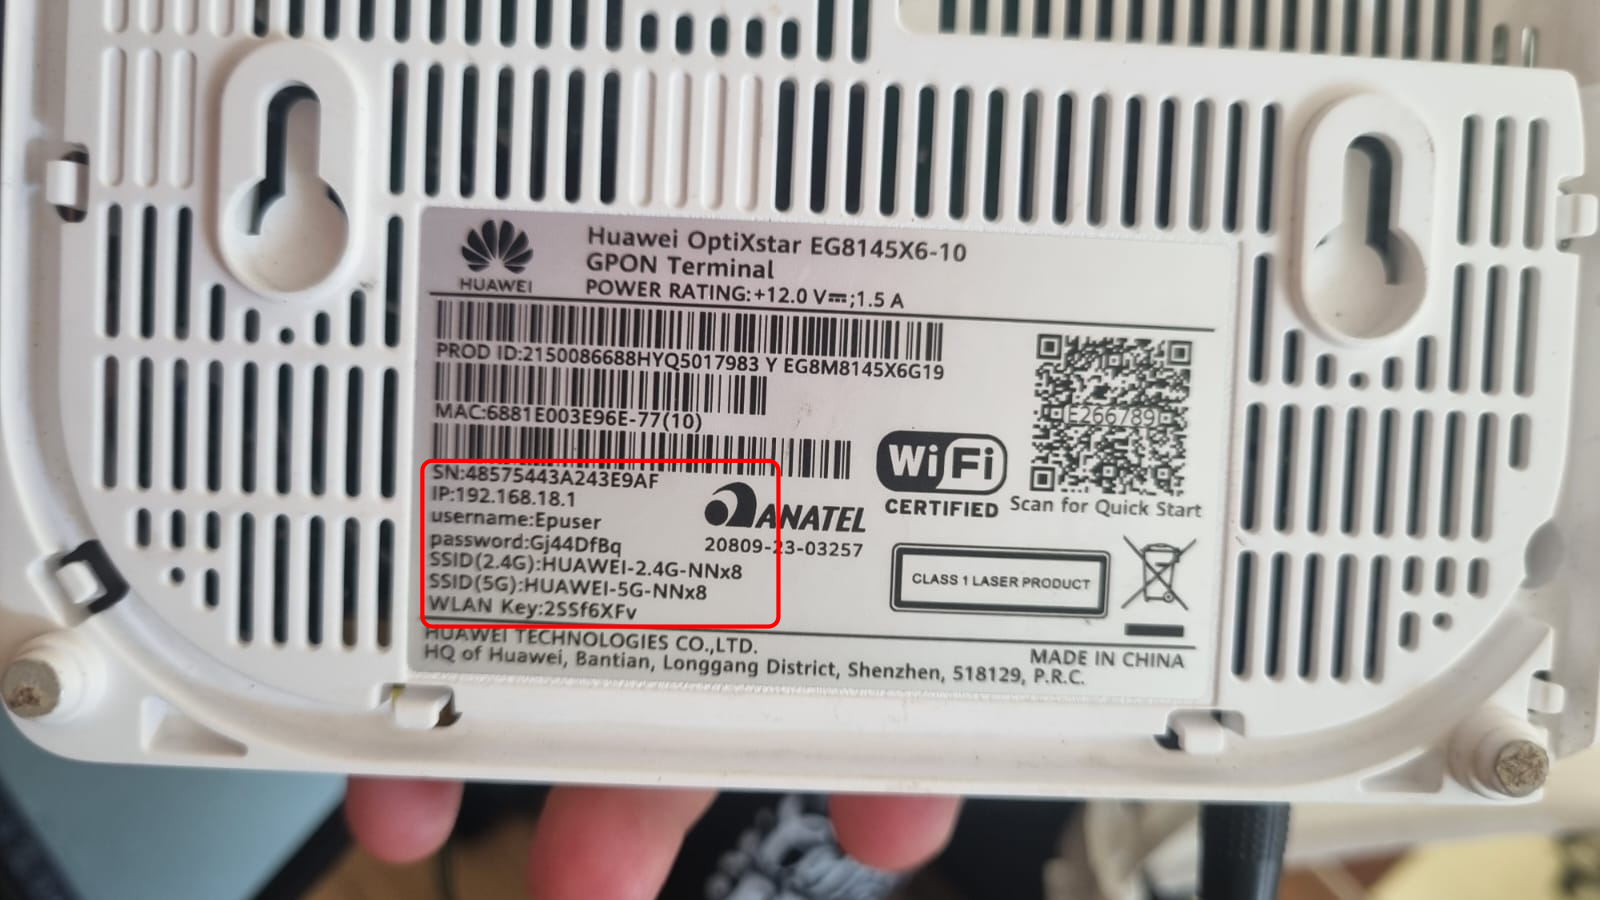 HUAWEI
Huawei OptiXstar EG8145X6-10
GPON Terminal
POWER RATING:+12.0 V⎓;1.5 A
PROD ID:2150086688HYQ5017983 Y EG8M8145X6G19
MAC:6881E003E96E-77(10)
SN:48575443A243E9AF
IP:192.168.18.1
username:Epuser
password:Gj44DfBq
SSID(2.4G):HUAWEI-2.4G-NNx8
SSID(5G):HUAWEI-5G-NNx8
WLAN Key:2SSf6XFv
ANATEL
20809-23-03257
E266789
Wi Fi
CERTIFIED
Scan for Quick Start
CLASS 1 LASER PRODUCT
HUAWEI TECHNOLOGIES CO.,LTD.
HQ of Huawei, Bantian, Longgang District, Shenzhen, 518129, P.R.C.
MADE IN CHINA